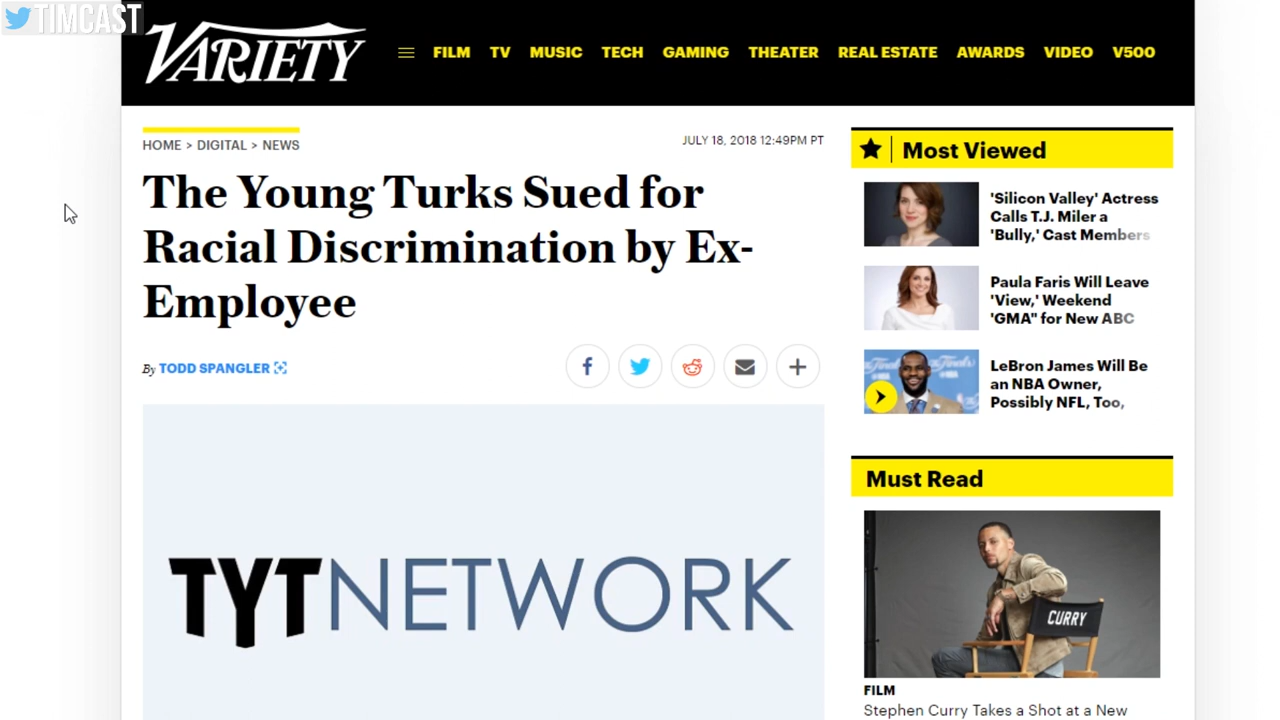 TIMCAST
VARIETY
FILM TV MUSIC TECH GAMING THEATER REAL ESTATE AWARDS VIDEO V500
HOME > DIGITAL > NEWS
JULY 18, 2018 12:49PM PT
The Young Turks Sued for
Racial Discrimination by Ex-
Employee
By TODD SPANGLER
TYTNETWORK
Most Viewed
'Silicon Valley' Actress
Calls T.J. Miler a
'Bully,' Cast Members
Paula Faris Will Leave
'View,' Weekend
'GMA" for New ABC
LeBron James Will Be
an NBA Owner,
Possibly NFL, Too,
Must Read
CURRY
FILM
Stephen Curry Takes a Shot at a New